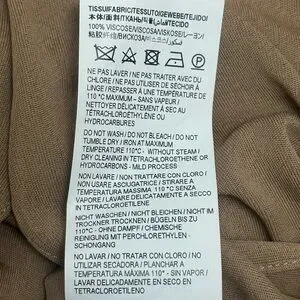 TISSU/FABRIC/TESSUTO/GEWEBE/TEJIDO/
100% VISCOSE/VISKOSE/VISCOSA/レーヨン/
NE PAS LAVER / NE PAS TRAITER AVEC DU
CHLORE / NE PAS UTILISER DE SÉCHOIR À
LINGE / REPASSER À UNE TEMPÉRATURE DE
110 °C MAXIMUM – SANS VAPEUR /
NETTOYER DÉLICATEMENT À SEC AU
TÉTRACHLOROÉTHYLÈNE OU
HYDROCARBURES
DO NOT WASH / DO NOT BLEACH / DO NOT
TUMBLE DRY / IRON AT MAXIMUM
TEMPERATURE 110°C - WITHOUT STEAM /
DRY CLEANING IN TETRACHLOROETHENE OR
HYDROCARBONS - MILD PROCESS
NON LAVARE / NON TRATTARE CON CLORO /
NON USARE ASCIUGATRICE / STIRARE A
TEMPERATURA MASSIMA 110 °C SENZA
VAPORE / LAVARE DELICATAMENTE A SECCO
IN TETRACLOROETILENE
NICHT WASCHEN / NICHT BLEICHEN / NICHT IM
TROCKNER TROCKNEN / BÜGELN BIS ZU
110°C - OHNE DAMPF / CHEMISCHE
REINIGUNG MIT PERCHLORETHYLEN -
SCHONGANG
NO LAVAR / NO TRATAR CON CLORO / NO
UTILIZAR SECADORA / PLANCHAR A
TEMPERATURA MÁXIMA 110° - SIN VAPOR /
LAVAR DELICADAMENTE EN SECO EN
TETRACLOROETILENO